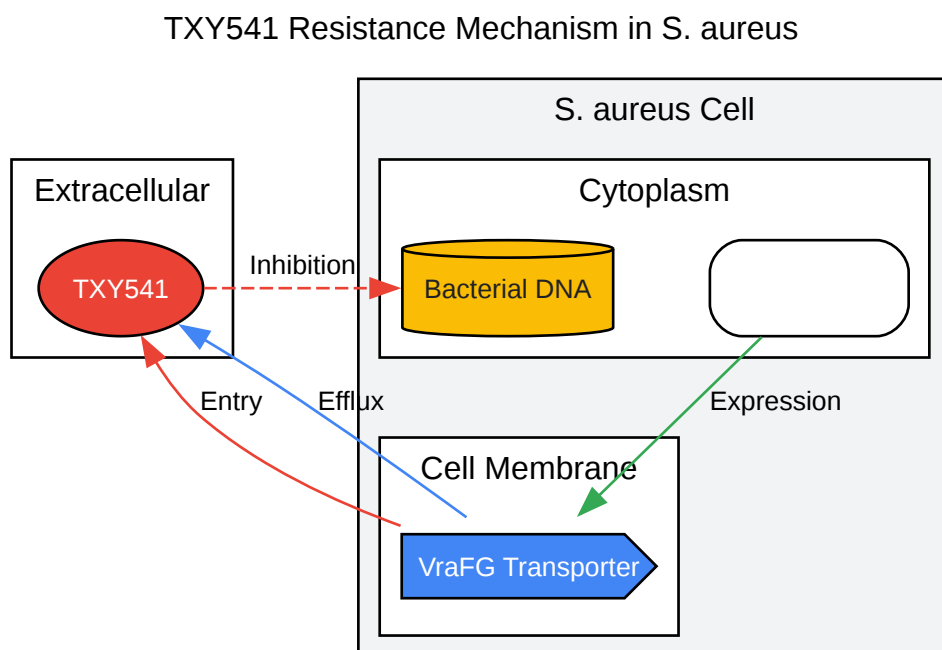 TXY541 Resistance Mechanism in S. aureus
S. aureus Cell
Extracellular
Cytoplasm
TXY541
Inhibition
Bacterial DNA
Entry
Efflux
Expression
Cell Membrane
VraFG Transporter